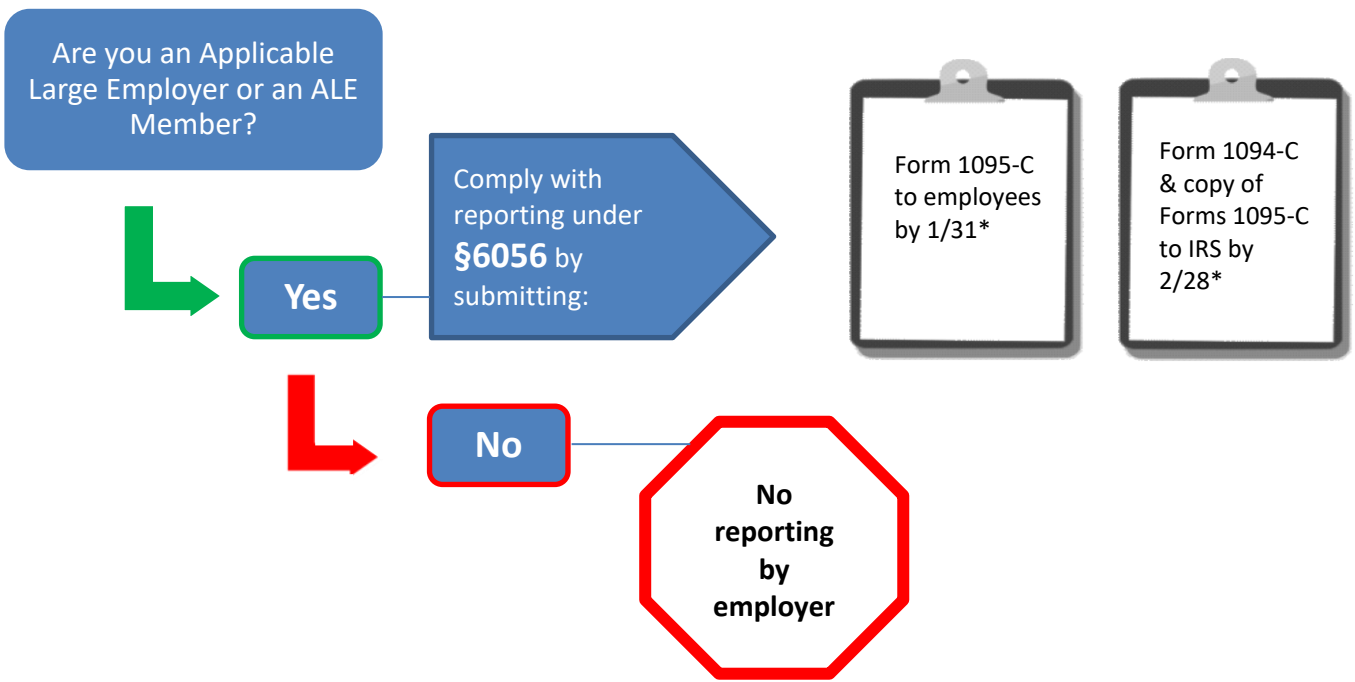 Are you an Applicable
Large Employer or an ALE
Member?
Yes
Comply with
reporting under
§6056 by
submitting:
Form 1095-C
to employees
by 1/31*
Form 1094-C
& copy of
Forms 1095-C
to IRS by
2/28*
No
No
reporting
by
employer